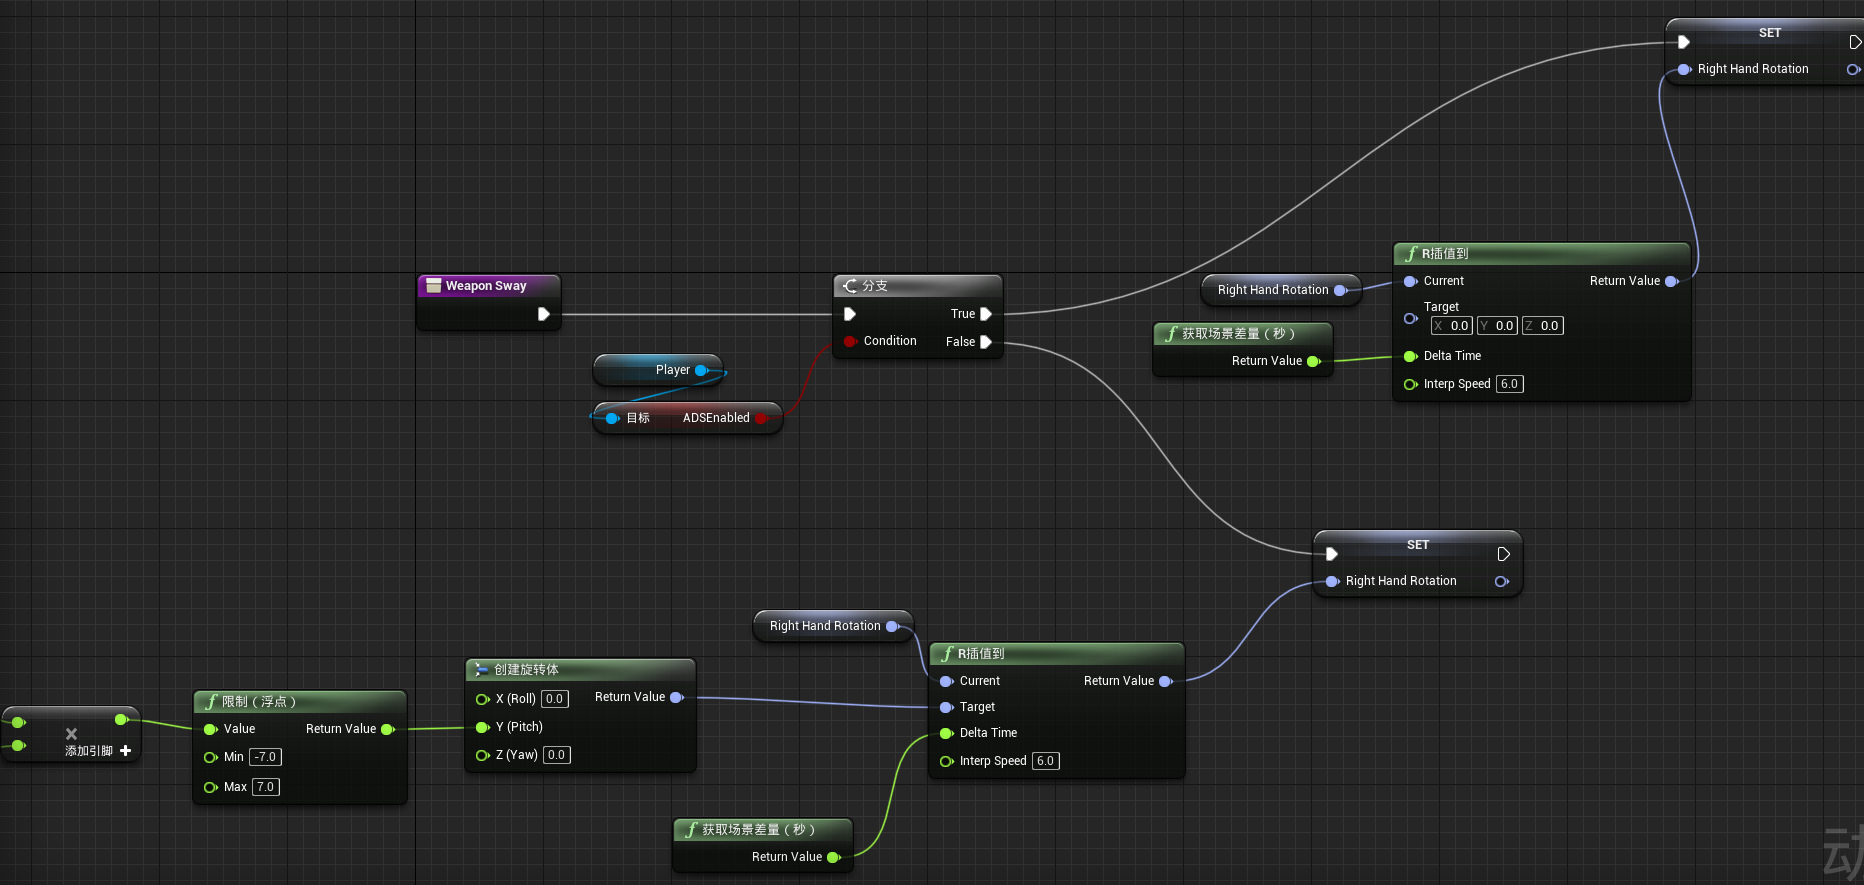 SET
Right Hand Rotation
Weapon Sway
分支
True
Condition
False
Player
目标 ADSEnabled
Right Hand Rotation
获取场景差量（秒）
Return Value
R插值到
Current Return Value
Target
X 0.0 Y 0.0 Z 0.0
Delta Time
Interp Speed 6.0
SET
Right Hand Rotation
Right Hand Rotation
R插值到
Current Return Value
Target
Delta Time
Interp Speed 6.0
创建旋转体
X (Roll) 0.0 Return Value
Y (Pitch)
Z (Yaw) 0.0
限制（浮点）
Value Return Value
Min -7.0
Max 7.0
添加引脚
获取场景差量（秒）
Return Value
动